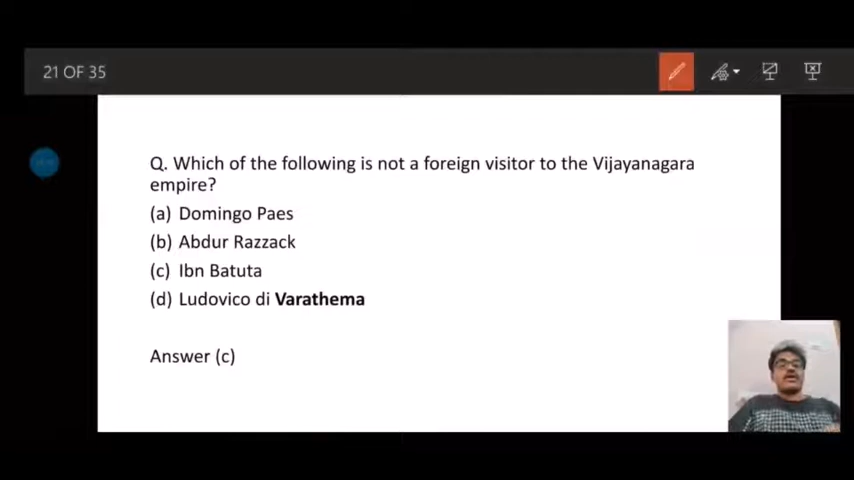 21 OF 35
Q. Which of the following is not a foreign visitor to the Vijayanagara
empire?
(a) Domingo Paes
(b) Abdur Razzack
(c) Ibn Batuta
(d) Ludovico di Varathema
Answer (c)